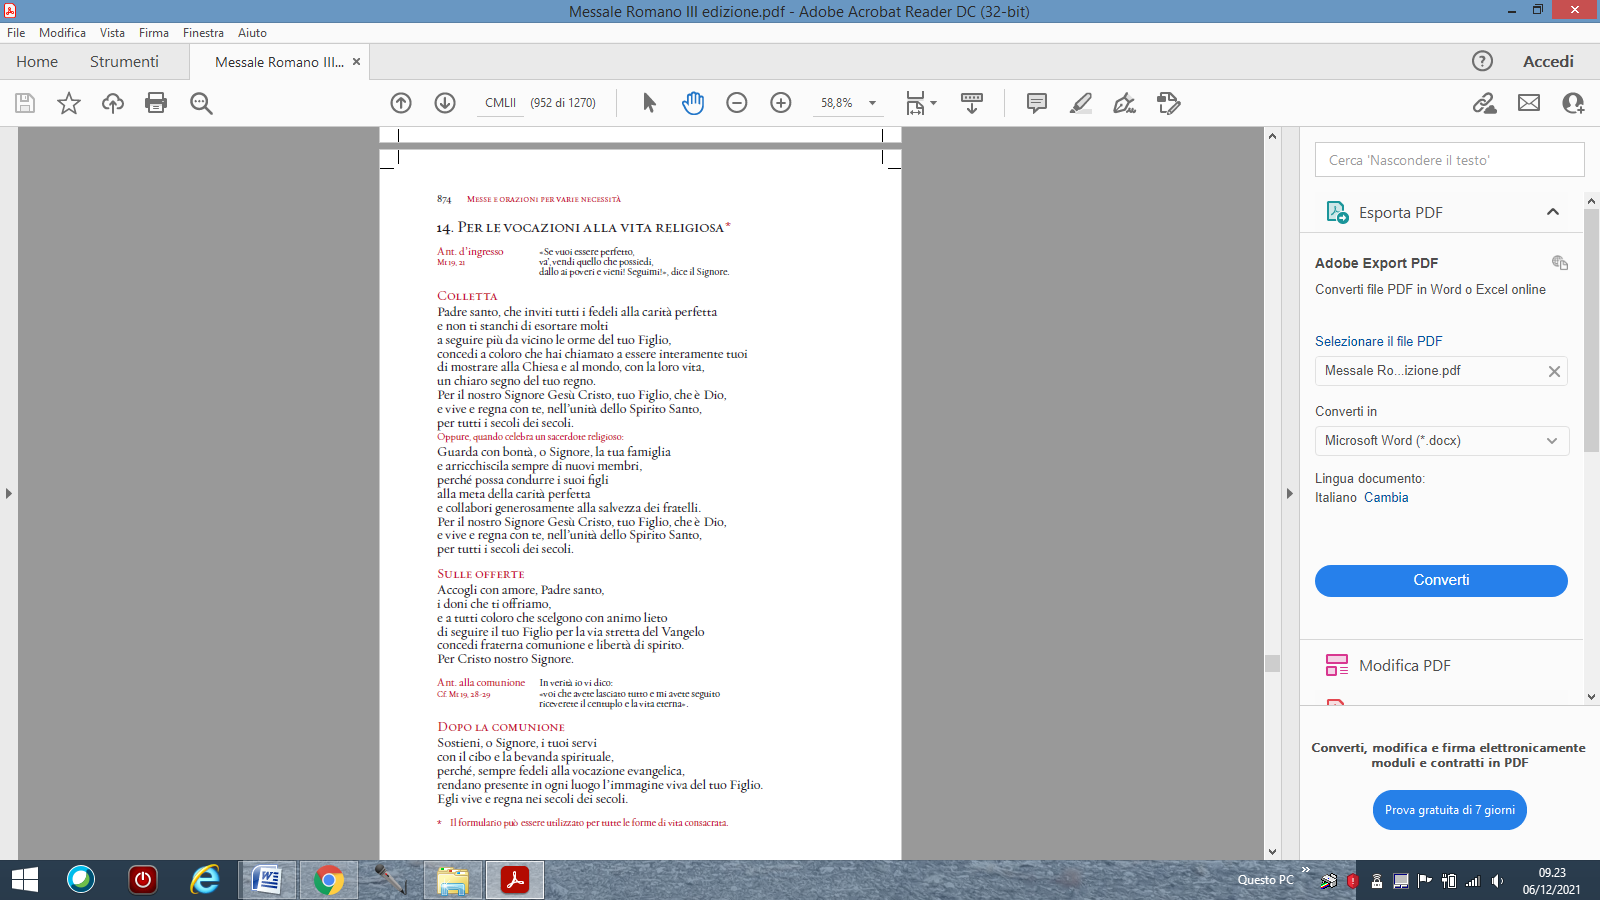 Messale Romano III edizione.pdf - Adobe Acrobat Reader DC (32-bit)
File Modifica Vista Firma Finestra Aiuto
Home Strumenti Messale Romano III... × Accedi
CMLII (952 di 1270) 58,8%
874 Messe e orazioni per varie necessità
14. Per le vocazioni alla vita religiosa*
Ant. d'ingresso
Mt 19, 21
«Se vuoi essere perfetto,
va', vendi quello che possiedi,
dallo ai poveri e vieni! Seguimi!», dice il Signore.
Colletta
Padre santo, che inviti tutti i fedeli alla carità perfetta
e non ti stanchi di esortare molti
a seguire più da vicino le orme del tuo Figlio,
concedi a coloro che hai chiamato a essere interamente tuoi
di mostrare alla Chiesa e al mondo, con la loro vita,
un chiaro segno del tuo regno.
Per il nostro Signore Gesù Cristo, tuo Figlio, che è Dio,
e vive e regna con te, nell'unità dello Spirito Santo,
per tutti i secoli dei secoli.
Oppure, quando celebra un sacerdote religioso:
Guarda con bontà, o Signore, la tua famiglia
e arricchiscila sempre di nuovi membri,
perché possa condurre i suoi figli
alla meta della carità perfetta
e collabori generosamente alla salvezza dei fratelli.
Per il nostro Signore Gesù Cristo, tuo Figlio, che è Dio,
e vive e regna con te, nell'unità dello Spirito Santo,
per tutti i secoli dei secoli.
Sulle offerte
Accogli con amore, Padre santo,
i doni che ti offriamo,
e a tutti coloro che scelgono con animo lieto
di seguire il tuo Figlio per la via stretta del Vangelo
concedi fraterna comunione e libertà di spirito.
Per Cristo nostro Signore.
Ant. alla comunione
Cf. Mt 19, 28-29
In verità io vi dico:
«voi che avete lasciato tutto e mi avete seguito
riceverete il centuplo e la vita eterna».
Dopo la comunione
Sostieni, o Signore, i tuoi servi
con il cibo e la bevanda spirituale,
perché, sempre fedeli alla vocazione evangelica,
rendano presente in ogni luogo l'immagine viva del tuo Figlio.
Egli vive e regna nei secoli dei secoli.
* Il formulario può essere utilizzato per tutte le forme di vita consacrata.
Cerca 'Nascondere il testo'
Esporta PDF
Adobe Export PDF
Converti file PDF in Word o Excel online
Selezionare il file PDF
Messale Ro...izione.pdf
Converti in
Microsoft Word (*.docx)
Lingua documento:
Italiano Cambia
Converti
Modifica PDF
Converti, modifica e firma elettronicamente
moduli e contratti in PDF
Prova gratuita di 7 giorni
Questo PC »
09.23
06/12/2021